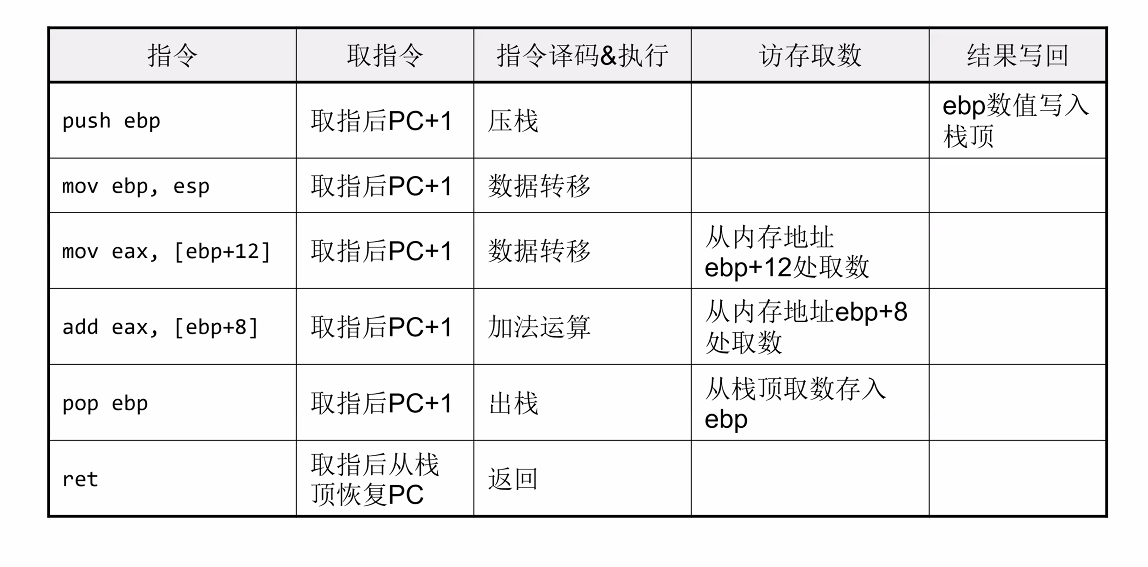 指令 取指令 指令译码&执行 访存取数 结果写回
push ebp 取指后PC+1 压栈 ebp数值写入
栈顶
mov ebp, esp 取指后PC+1 数据转移
mov eax, [ebp+12] 取指后PC+1 数据转移 从内存地址
ebp+12处取数
add eax, [ebp+8] 取指后PC+1 加法运算 从内存地址ebp+8
处取数
pop ebp 取指后PC+1 出栈 从栈顶取数存入
ebp
ret 取指后从栈
顶恢复PC 返回